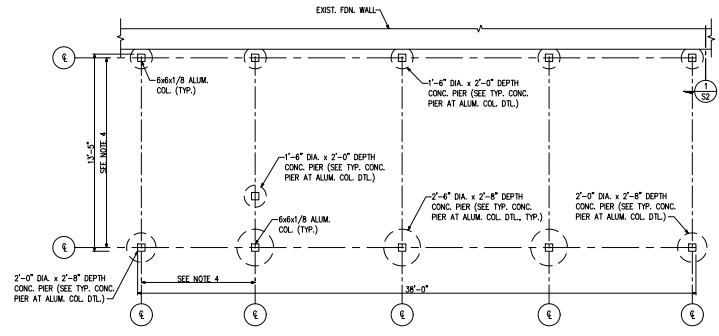 EXIST. FDN. WALL
℄
6x6x1/8 ALUM.
COL. (TYP.)
1'-6" DIA. x 2'-0" DEPTH
CONC. PIER (SEE TYP. CONC.
PIER AT ALUM. COL. DTL.)
1
S2
13'-5"
SEE NOTE 4
1'-6" DIA. x 2'-0" DEPTH
CONC. PIER (SEE TYP. CONC.
PIER AT ALUM. COL. DTL.)
6x6x1/8 ALUM.
COL. (TYP.)
2'-6" DIA. x 2'-8" DEPTH
CONC. PIER (SEE TYP. CONC.
PIER AT ALUM. COL. DTL., TYP.)
2'-0" DIA. x 2'-8" DEPTH
CONC. PIER (SEE TYP. CONC.
PIER AT ALUM. COL. DTL.)
℄
2'-0" DIA. x 2'-8" DEPTH
CONC. PIER (SEE TYP. CONC.
PIER AT ALUM. COL. DTL.)
SEE NOTE 4
38'-0"
℄ ℄ ℄ ℄ ℄